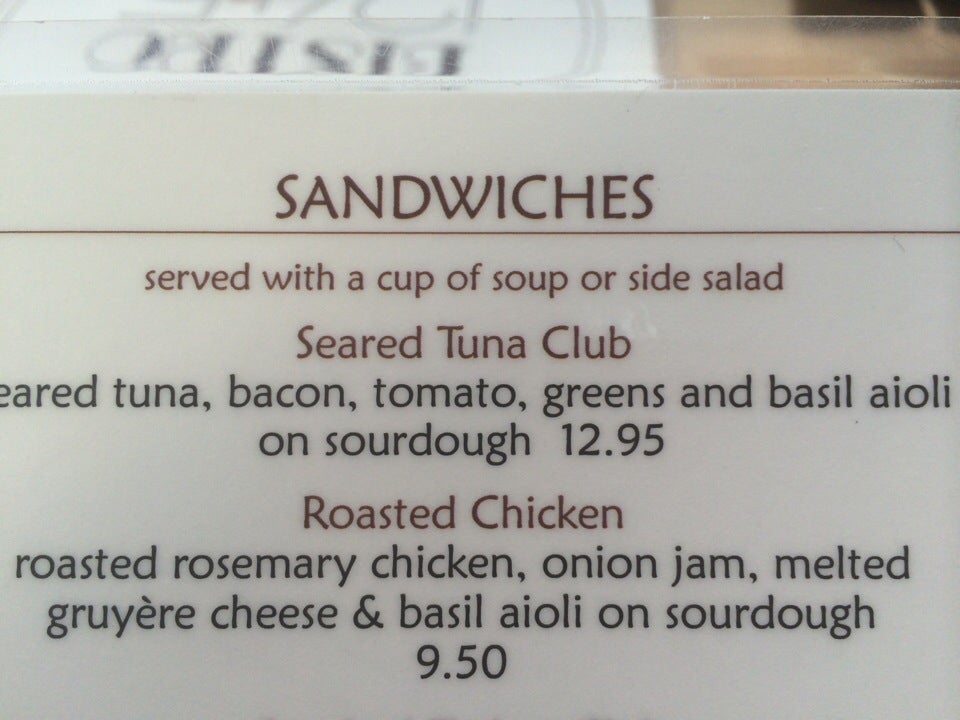 SANDWICHES
served with a cup of soup or side salad
Seared Tuna Club
eared tuna, bacon, tomato, greens and basil aioli
on sourdough 12.95
Roasted Chicken
roasted rosemary chicken, onion jam, melted
gruyère cheese & basil aioli on sourdough
9.50